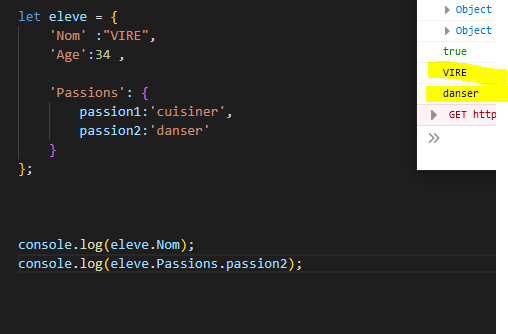 let eleve = {
    'Nom' :"VIRE",
    'Age':34 ,
    'Passions': {
        passion1:'cuisiner',
        passion2:'danser'
    }
};
console.log(eleve.Nom);
console.log(eleve.Passions.passion2);
Object
Object
true
VIRE
danser
GET http